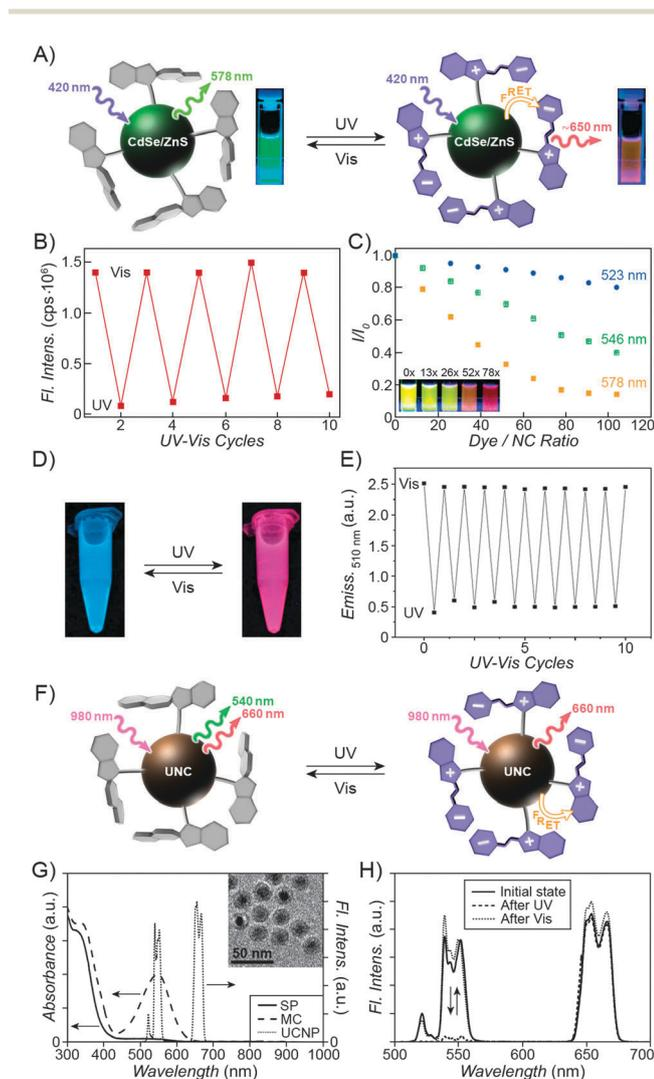 A)
420 nm
578 nm
CdSe/ZnS
UV
Vis
420 nm
FRET
CdSe/ZnS
~650 nm
B)
Fl. Intens. (cps·10⁶)
1.5
1.0
0.5
0
Vis
UV
2 4 6 8 10
UV-Vis Cycles
C)
I/I₀
1.0
0.8
0.6
0.4
0.2
0
523 nm
546 nm
578 nm
0x 13x 26x 52x 78x
0 20 40 60 80 100 120
Dye / NC Ratio
D)
UV
Vis
E)
Emiss. 510 nm (a.u.)
2.5
2.0
1.5
1.0
0.5
0
Vis
UV
0 5 10
UV-Vis Cycles
F)
980 nm
540 nm
660 nm
UNC
UV
Vis
980 nm
660 nm
UNC
FRET
G)
Absorbance (a.u.)
Fl. Intens. (a.u.)
50 nm
SP
MC
UCNP
300 400 500 600 700 800 900 1000
Wavelength (nm)
H)
Fl. Intens. (a.u.)
Initial state
After UV
After Vis
500 550 600 650 700
Wavelength (nm)